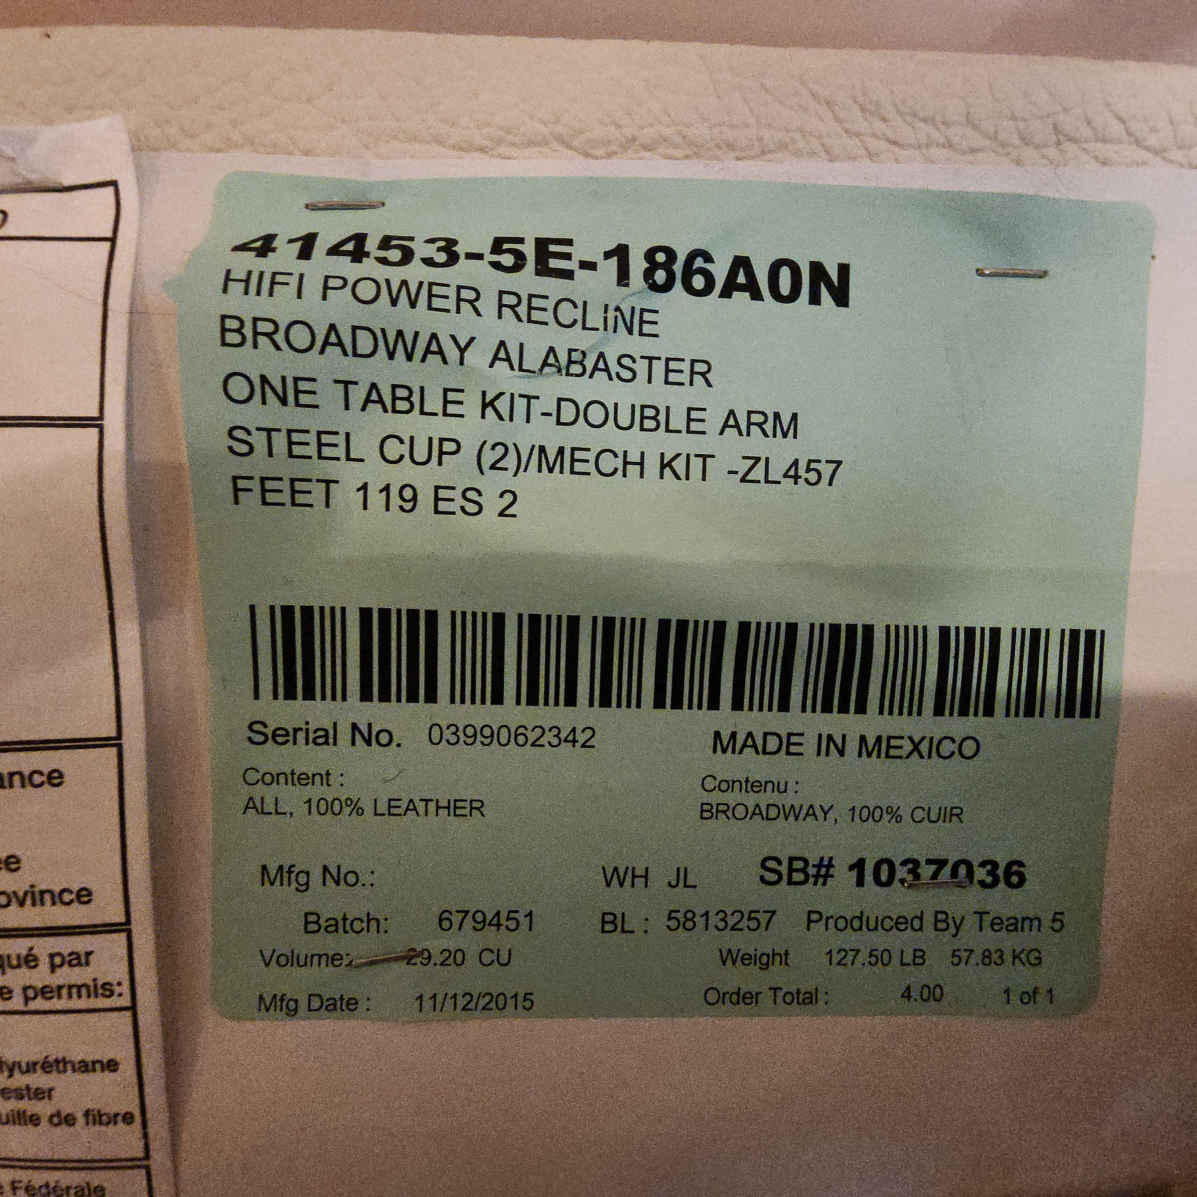 41453-5E-186A0N
HIFI POWER RECLINE
BROADWAY ALABASTER
ONE TABLE KIT-DOUBLE ARM
STEEL CUP (2)/MECH KIT -ZL457
FEET 119 ES 2
Serial No. 0399062342
MADE IN MEXICO
Content :
ALL, 100% LEATHER
Contenu :
BROADWAY, 100% CUIR
Mfg No.: WH JL SB# 1037036
Batch: 679451 BL : 5813257 Produced By Team 5
Volume: 29.20 CU Weight 127.50 LB 57.83 KG
Mfg Date : 11/12/2015 Order Total : 4.00 1 of 1
ance
ée
ovince
qué par
e permis:
lyuréthane
ester
uille de fibre
e Fédérale